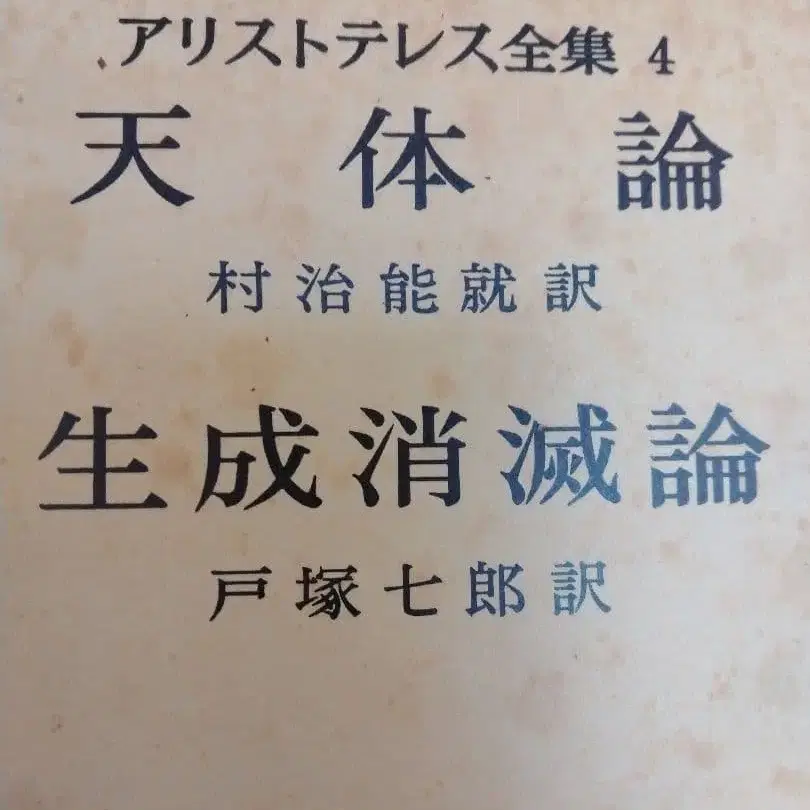 アリストテレス全集 4
天体論
村治能就訳
生成消滅論
戸塚七郎訳